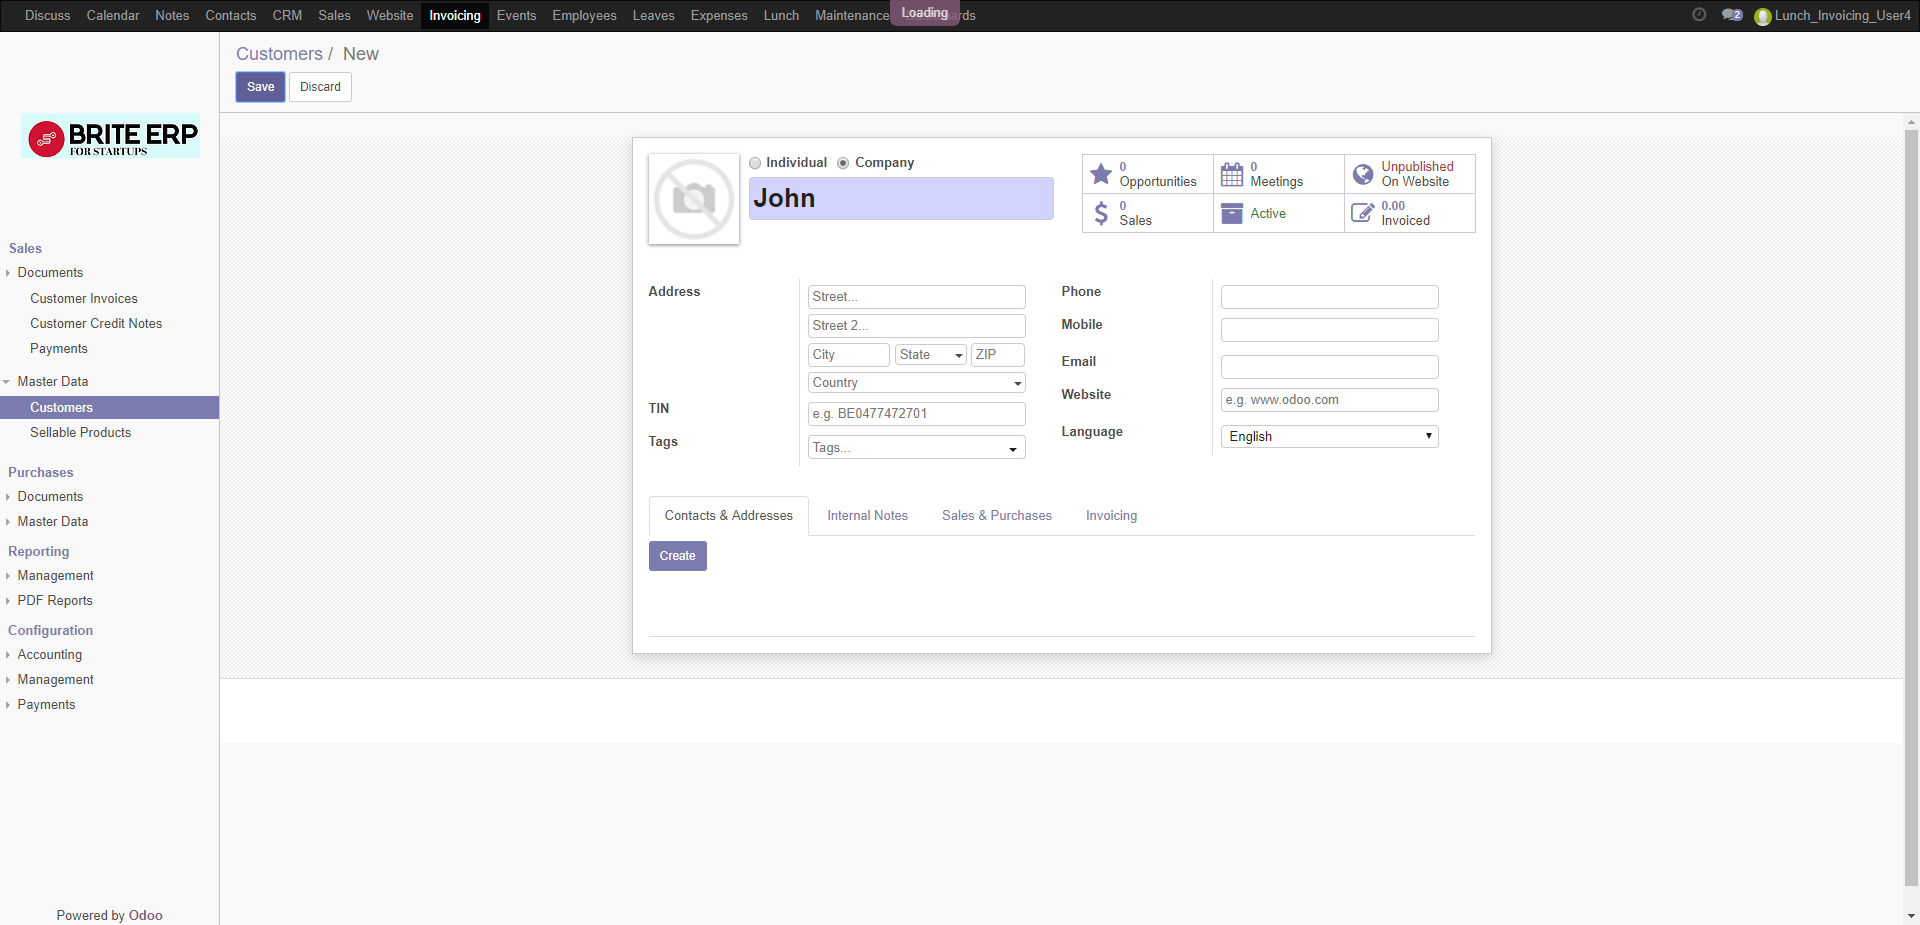 Discuss Calendar Notes Contacts CRM Sales Website Invoicing Events Employees Leaves Expenses Lunch Maintenance Loading rds 2 Lunch_Invoicing_User4
Customers / New
Save Discard
BRITE ERP
FOR STARTUPS
Sales
Documents
Customer Invoices
Customer Credit Notes
Payments
Master Data
Customers
Sellable Products
Purchases
Documents
Master Data
Reporting
Management
PDF Reports
Configuration
Accounting
Management
Payments
Powered by Odoo
Individual Company
John
0
Opportunities
0
Meetings
Unpublished
On Website
0
Sales
Active
0.00
Invoiced
Address
Street...
Street 2...
City State ZIP
Country
TIN e.g. BE0477472701
Tags Tags...
Phone
Mobile
Email
Website e.g. www.odoo.com
Language English
Contacts & Addresses Internal Notes Sales & Purchases Invoicing
Create